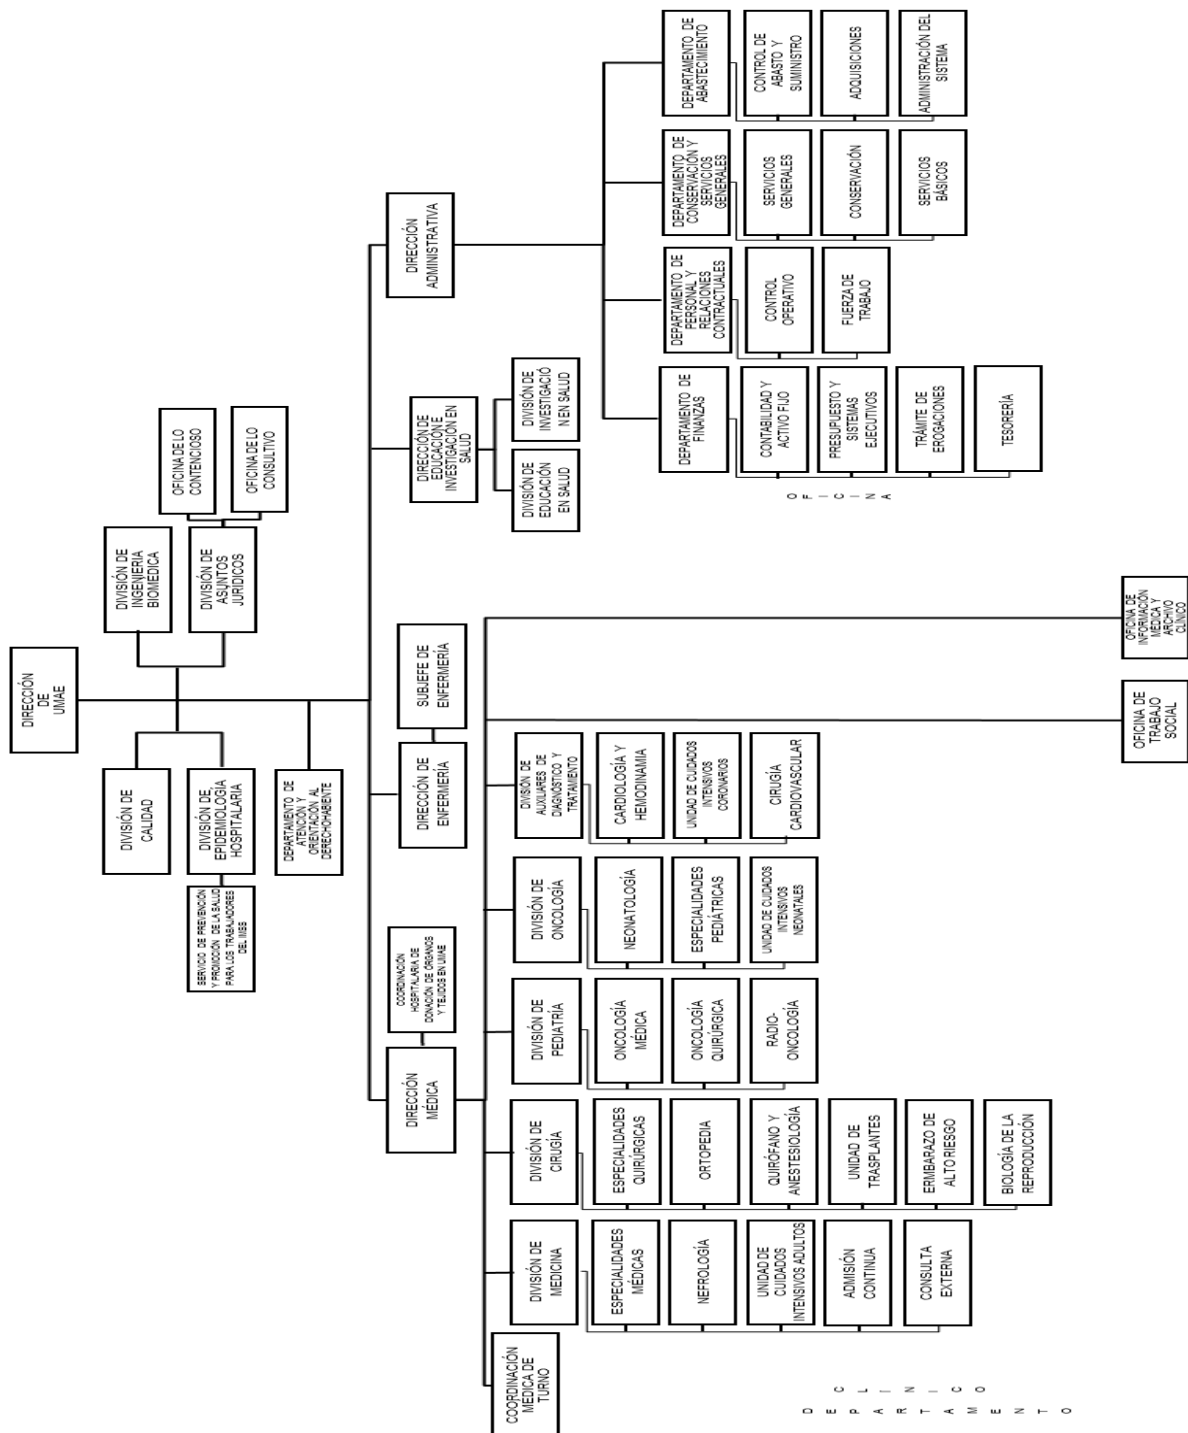 DIRECCIÓN
DE
UMAE
DIVISIÓN DE
CALIDAD
DIVISIÓN DE
INGENIERIA
BIOMEDICA
DIVISIÓN DE
EPIDEMIOLOGÍA
HOSPITALARIA
DIVISIÓN DE
ASUNTOS
JURIDICOS
SERVICIO DE PREVENCIÓN
Y PROMOCIÓN DE LA SALUD
PARA LOS TRABAJADORES
DEL IMSS
OFICINA DE LO
CONTENCIOSO
OFICINA DE LO
CONSULTIVO
DEPARTAMENTO DE
ATENCIÓN Y
ORIENTACIÓN AL
DERECHOHABIENTE
DIRECCIÓN
MÉDICA
COORDINACIÓN
HOSPITALARIA DE
DONACIÓN DE ÓRGANOS
Y TEJIDOS EN UMAE
DIRECCIÓN DE
ENFERMERÍA
SUBJEFE DE
ENFERMERÍA
DIRECCIÓN DE
EDUCACIÓN E
INVESTIGACIÓN EN
SALUD
DIRECCIÓN
ADMINISTRATIVA
COORDINACIÓN
MÉDICA DE
TURNO
DIVISIÓN DE
MEDICINA
ESPECIALIDADES
MÉDICAS
NEFROLOGÍA
UNIDAD DE
CUIDADOS
INTENSIVOS ADULTOS
ADMISIÓN
CONTINUA
CONSULTA
EXTERNA
DIVISIÓN DE
CIRUGÍA
ESPECIALIDADES
QUIRÚRGICAS
ORTOPEDIA
QUIRÓFANO Y
ANESTESIOLOGÍA
UNIDAD DE
TRASPLANTES
ERMBARAZO DE
ALTO RIESGO
BIOLOGÍA DE LA
REPRODUCCIÓN
DIVISIÓN DE
PEDIATRÍA
ONCOLOGÍA
MÉDICA
ONCOLOGÍA
QUIRÚRGICA
RADIO-
ONCOLOGÍA
DIVISIÓN DE
ONCOLOGÍA
NEONATOLOGÍA
ESPECIALIDADES
PEDIÁTRICAS
UNIDAD DE CUIDADOS
INTENSIVOS
NEONATALES
DIVISIÓN DE
AUXILIARES DE
DIAGNÓSTICO Y
TRATAMIENTO
CARDIOLOGÍA Y
HEMODINAMIA
UNIDAD DE CUIDADOS
INTENSIVOS
CORONARIOS
CIRUGÍA
CARDIOVASCULAR
OFICINA DE
TRABAJO
SOCIAL
OFICINA DE
INFORMACIÓN
MÉDICA Y
ARCHIVO
CLÍNICO
DIVISIÓN DE
EDUCACIÓN
EN SALUD
DIVISIÓN DE
INVESTIGACIÓ
N EN SALUD
DEPARTAMENTO DE
FINANZAS
CONTABILIDAD Y
ACTIVO FIJO
PRESUPUESTO Y
SISTEMAS
EJECUTIVOS
TRÁMITE DE
EROGACIONES
TESORERÍA
DEPARTAMENTO DE
PERSONAL Y
RELACIONES
CONTRACTUALES
CONTROL
OPERATIVO
FUERZA DE
TRABAJO
DEPARTAMENTO DE
CONSERVACIÓN Y
SERVICIOS
GENERALES
SERVICIOS
GENERALES
CONSERVACIÓN
SERVICIOS
BÁSICOS
DEPARTAMENTO DE
ABASTECIMIENTO
CONTROL DE
ABASTO Y
SUMINISTRO
ADQUISICIONES
ADMINISTRACIÓN DEL
SISTEMA
DEPARTAMENTO
CLÍNICO
OFICINA